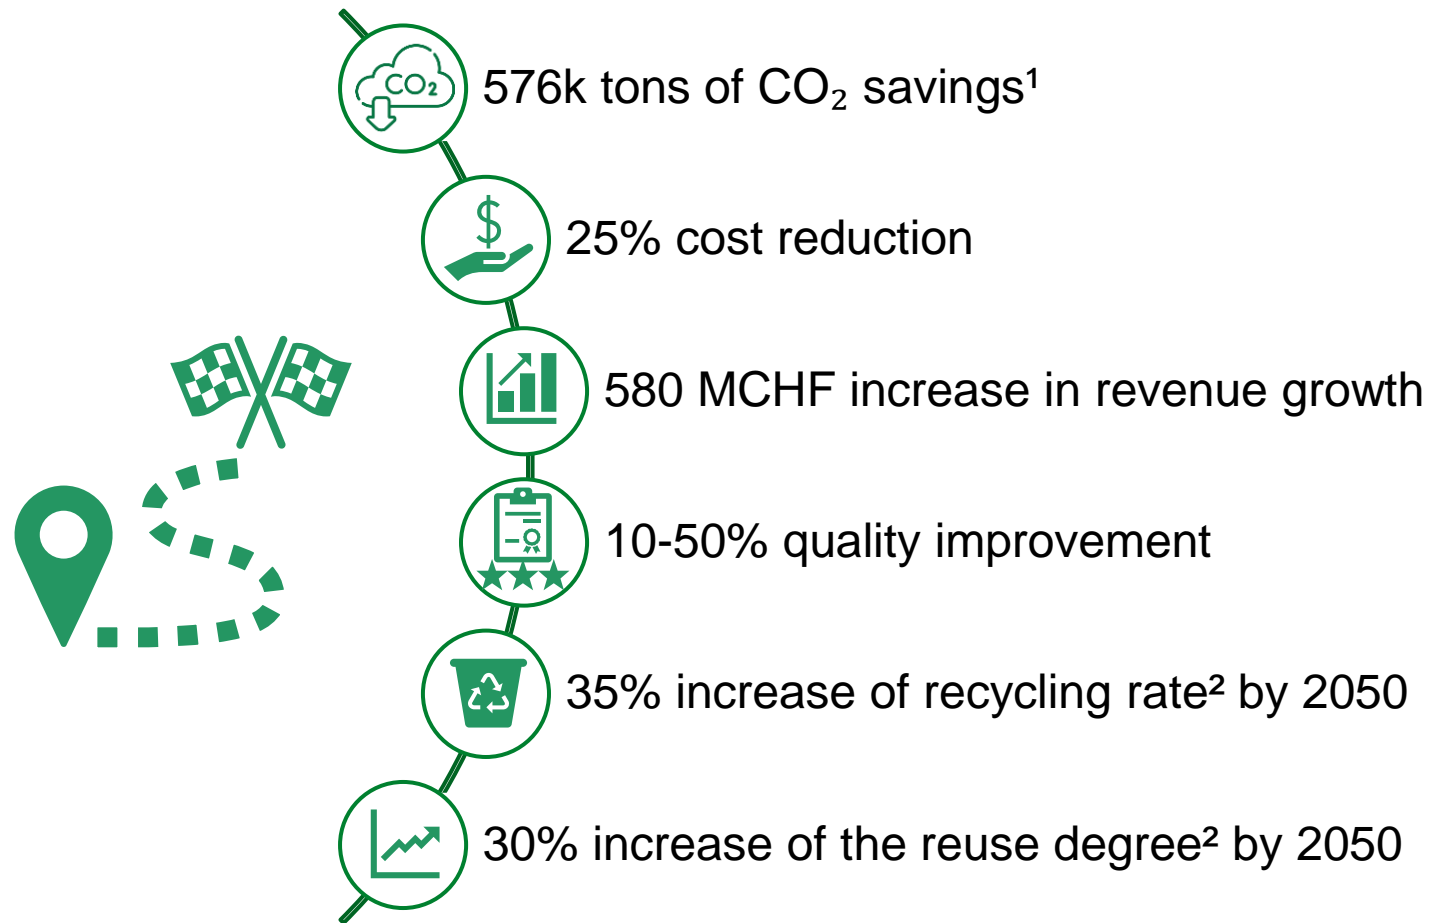 CO₂
576k tons of CO₂ savings¹
$
25% cost reduction
580 MCHF increase in revenue growth
10-50% quality improvement
35% increase of recycling rate² by 2050
30% increase of the reuse degree² by 2050